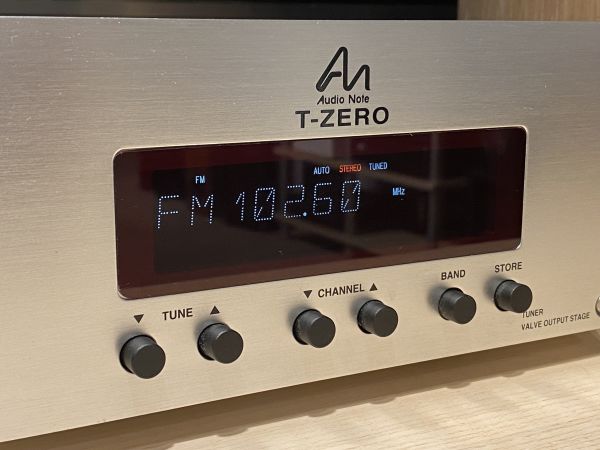 Audio Note
T-ZERO
FM AUTO STEREO TUNED
FM 102.60 MHz
▼ TUNE ▲
▼ CHANNEL ▲
BAND
STORE
TUNER
VALVE OUTPUT STAGE